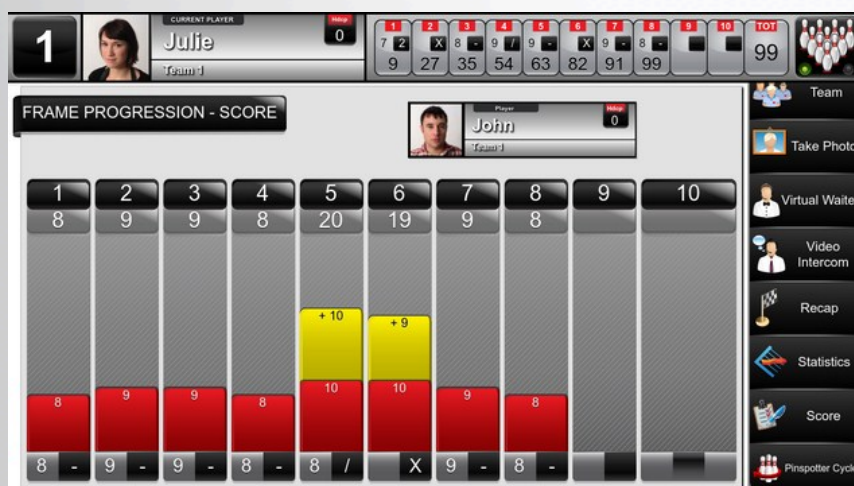 1
CURRENT PLAYER
Julie
Team 1
Hdcp
0
1 2 3 4 5 6 7 8 9 10 TOT
7 2 X 8 - 9 / 9 - X 9 - 8 -
9 27 35 54 63 82 91 99 99
FRAME PROGRESSION - SCORE
Player
John
Team 1
Hdcp
0
1 2 3 4 5 6 7 8 9 10
8 9 9 8 20 19 9 8
+ 10 + 9
8 9 9 8 10 10 9 8
8 - 9 - 9 - 8 - 8 / X 9 - 8 -
Team
Take Photo
Virtual Waite
Video
Intercom
Recap
Statistics
Score
Pinspotter Cycle